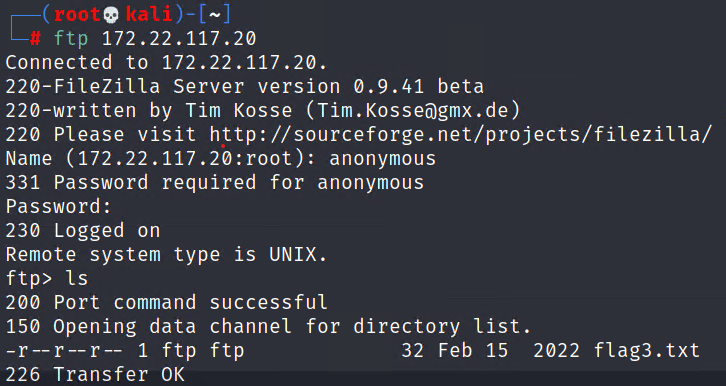 (root💀kali)-[~]
# ftp 172.22.117.20
Connected to 172.22.117.20.
220-FileZilla Server version 0.9.41 beta
220-written by Tim Kosse (Tim.Kosse@gmx.de)
220 Please visit http://sourceforge.net/projects/filezilla/
Name (172.22.117.20:root): anonymous
331 Password required for anonymous
Password:
230 Logged on
Remote system type is UNIX.
ftp> ls
200 Port command successful
150 Opening data channel for directory list.
-r--r--r-- 1 ftp ftp             32 Feb 15  2022 flag3.txt
226 Transfer OK